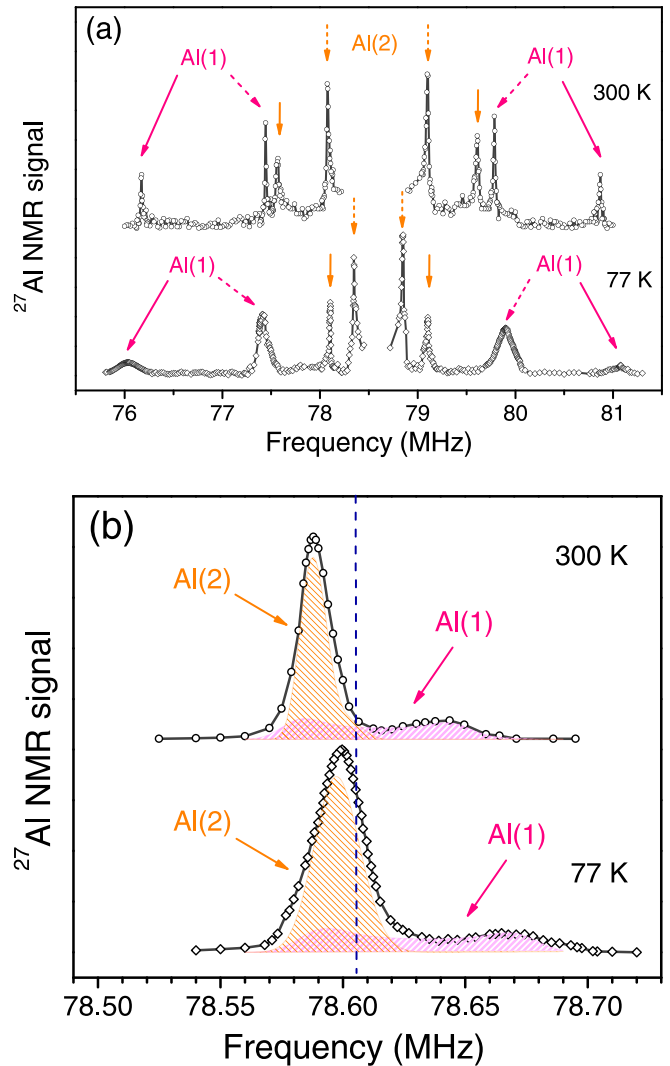 (a)
Al(1)
Al(2)
Al(1)
300 K
Al(1)
Al(1)
77 K
²⁷Al NMR signal
76 77 78 79 80 81
Frequency (MHz)
(b)
300 K
Al(2)
Al(1)
Al(2)
Al(1)
77 K
²⁷Al NMR signal
78.50 78.55 78.60 78.65 78.70
Frequency (MHz)